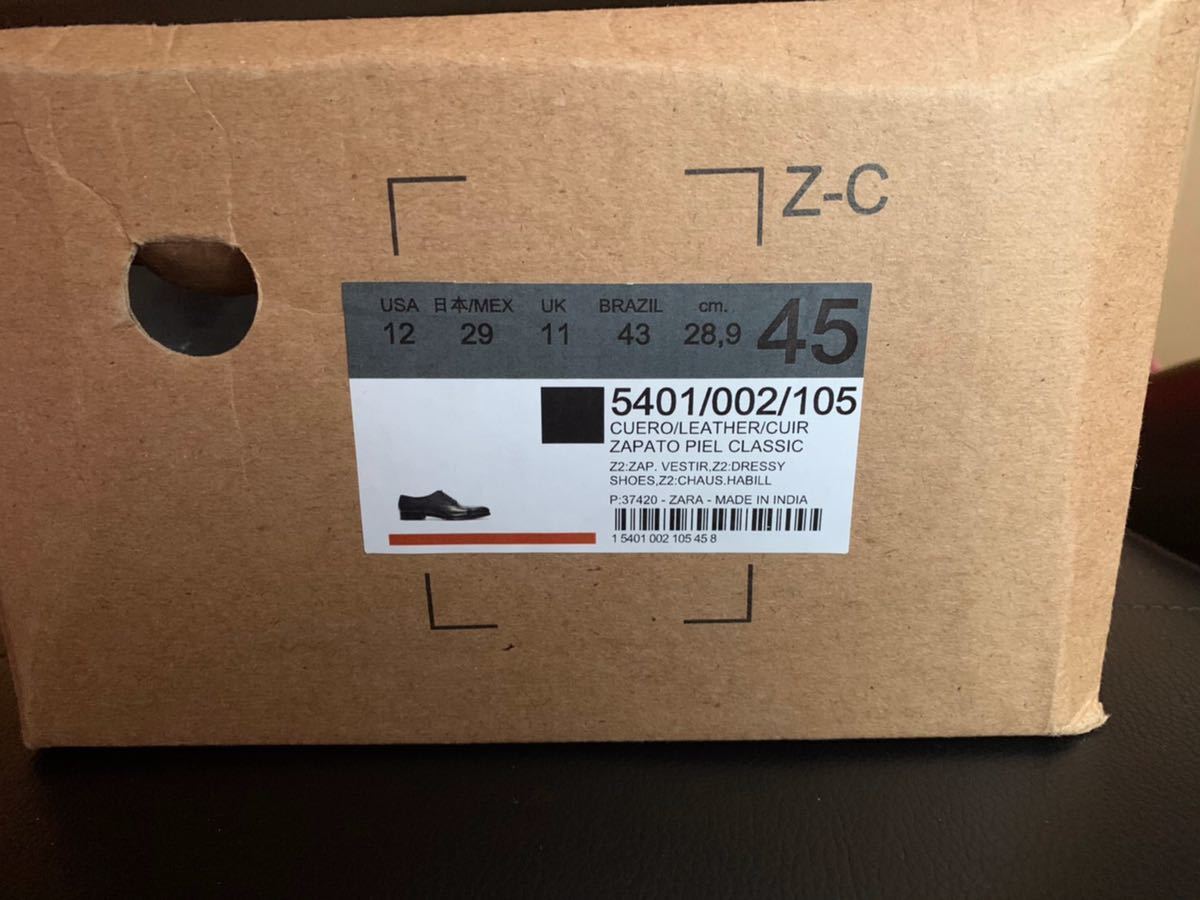 Z-C
USA 日本/MEX UK BRAZIL cm.
12 29 11 43 28,9 45
5401/002/105
CUERO/LEATHER/CUIR
ZAPATO PIEL CLASSIC
Z2:ZAP. VESTIR,Z2:DRESSY
SHOES,Z2:CHAUS.HABILL
P:37420 - ZARA - MADE IN INDIA
1 5401 002 105 45 8